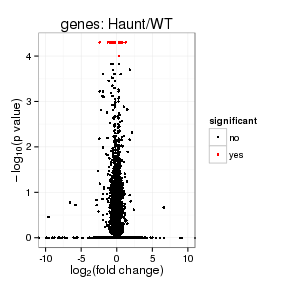 genes: Haunt/WT
−log10(p value)
4
3
2
1
0
-10
-5
0
5
10
log2(fold change)
significant
no
yes